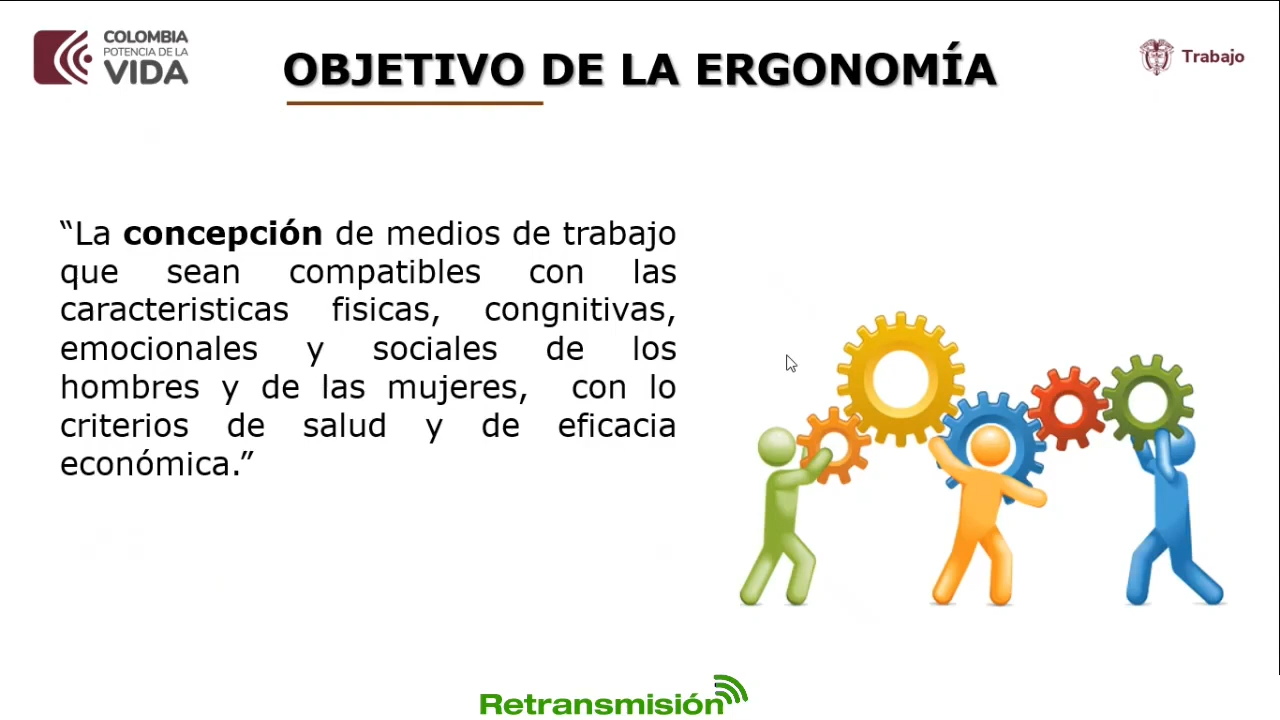 COLOMBIA
POTENCIA DE LA
VIDA
OBJETIVO DE LA ERGONOMÍA
Trabajo
“La concepción de medios de trabajo
que sean compatibles con las
caracteristicas fisicas, congnitivas,
emocionales y sociales de los
hombres y de las mujeres, con lo
criterios de salud y de eficacia
económica.”
Retransmisión